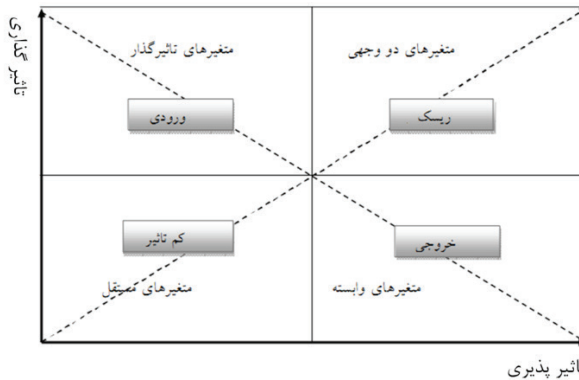 تاثیر گذاری
متغیرهای دو وجهی
متغیرهای تاثیرگذار
ریسک
ورودی
خروجی
کم تاثیر
متغیرهای وابسته
متغیرهای مستقل
تاثیر پذیری